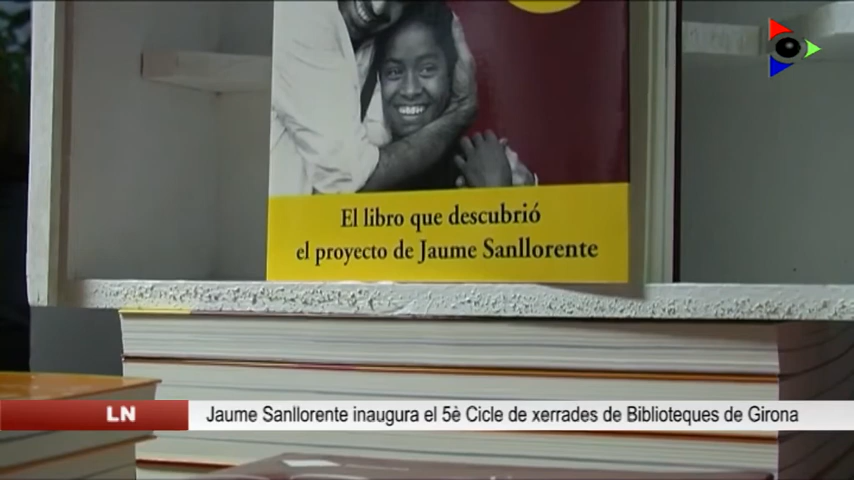 El libro que descubrió
el proyecto de Jaume Sanllorente
LN
Jaume Sanllorente inaugura el 5è Cicle de xerrades de Biblioteques de Girona